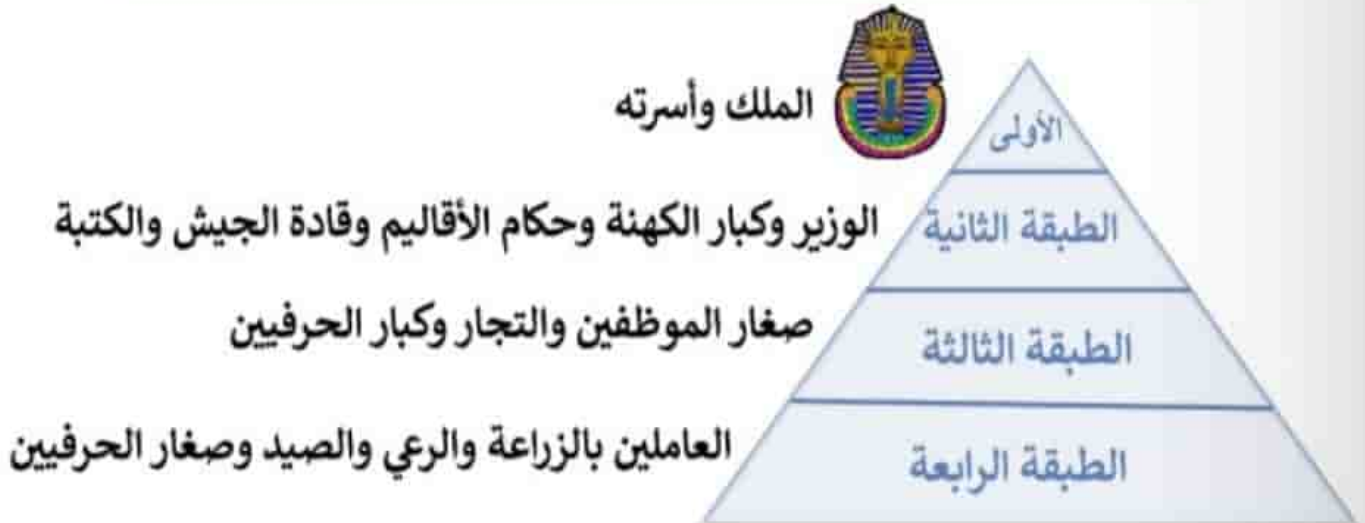 الأولى
الملك وأسرته
الطبقة الثانية
الوزير وكبار الكهنة وحكام الأقاليم وقادة الجيش والكتبة
الطبقة الثالثة
صغار الموظفين والتجار وكبار الحرفيين
الطبقة الرابعة
العاملين بالزراعة والرعي والصيد وصغار الحرفيين